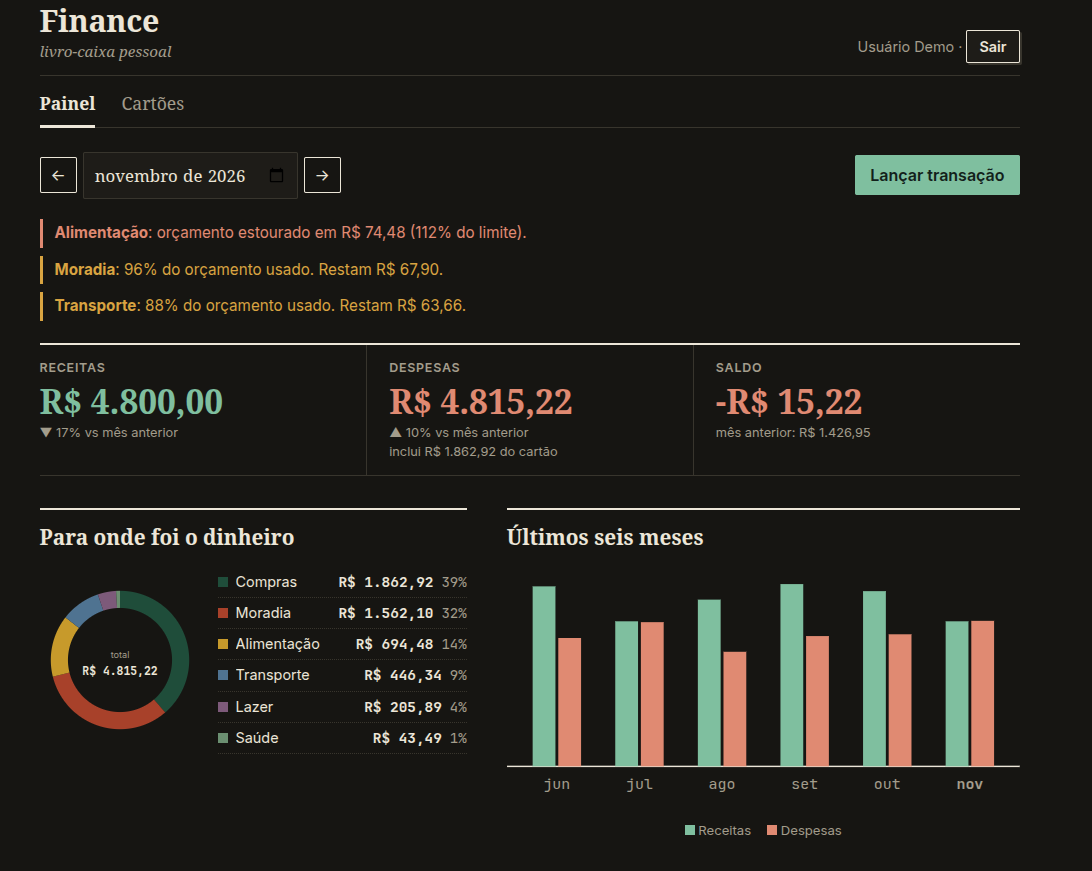 Finance
livro-caixa pessoal
Usuário Demo · Sair
Painel Cartões
← novembro de 2026 →
Lançar transação
Alimentação: orçamento estourado em R$ 74,48 (112% do limite).
Moradia: 96% do orçamento usado. Restam R$ 67,90.
Transporte: 88% do orçamento usado. Restam R$ 63,66.
RECEITAS
R$ 4.800,00
▼ 17% vs mês anterior
DESPESAS
R$ 4.815,22
▲ 10% vs mês anterior
inclui R$ 1.862,92 do cartão
SALDO
-R$ 15,22
mês anterior: R$ 1.426,95
Para onde foi o dinheiro
total
R$ 4.815,22
Compras R$ 1.862,92 39%
Moradia R$ 1.562,10 32%
Alimentação R$ 694,48 14%
Transporte R$ 446,34 9%
Lazer R$ 205,89 4%
Saúde R$ 43,49 1%
Últimos seis meses
jun jul ago set out nov
Receitas Despesas